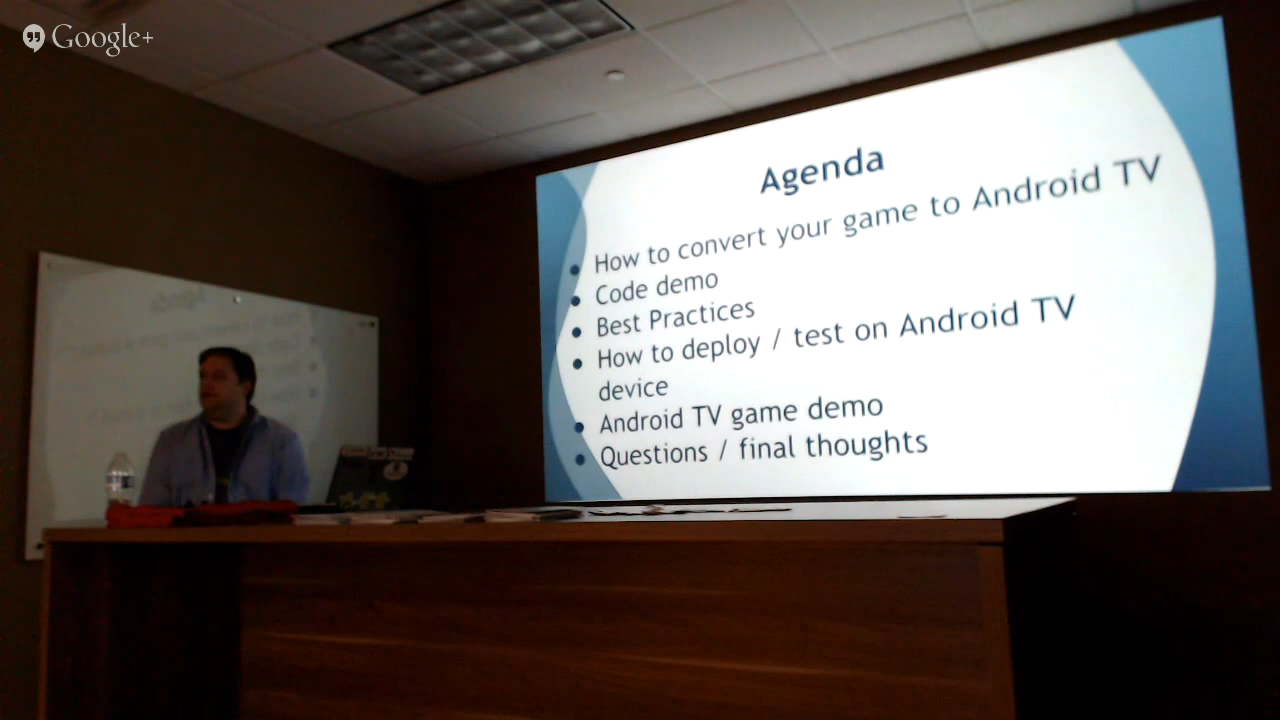 Google+
Agenda
How to convert your game to Android TV
Code demo
Best Practices
How to deploy / test on Android TV
device
Android TV game demo
Questions / final thoughts